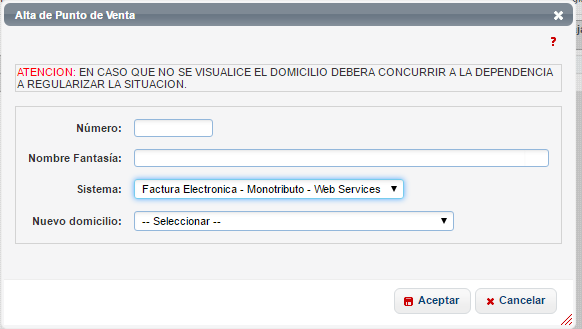 Alta de Punto de Venta
?
ATENCION: EN CASO QUE NO SE VISUALICE EL DOMICILIO DEBERA CONCURRIR A LA DEPENDENCIA
A REGULARIZAR LA SITUACION.
Número:
Nombre Fantasía:
Sistema: Factura Electronica - Monotributo - Web Services
Nuevo domicilio: -- Seleccionar --
Aceptar Cancelar